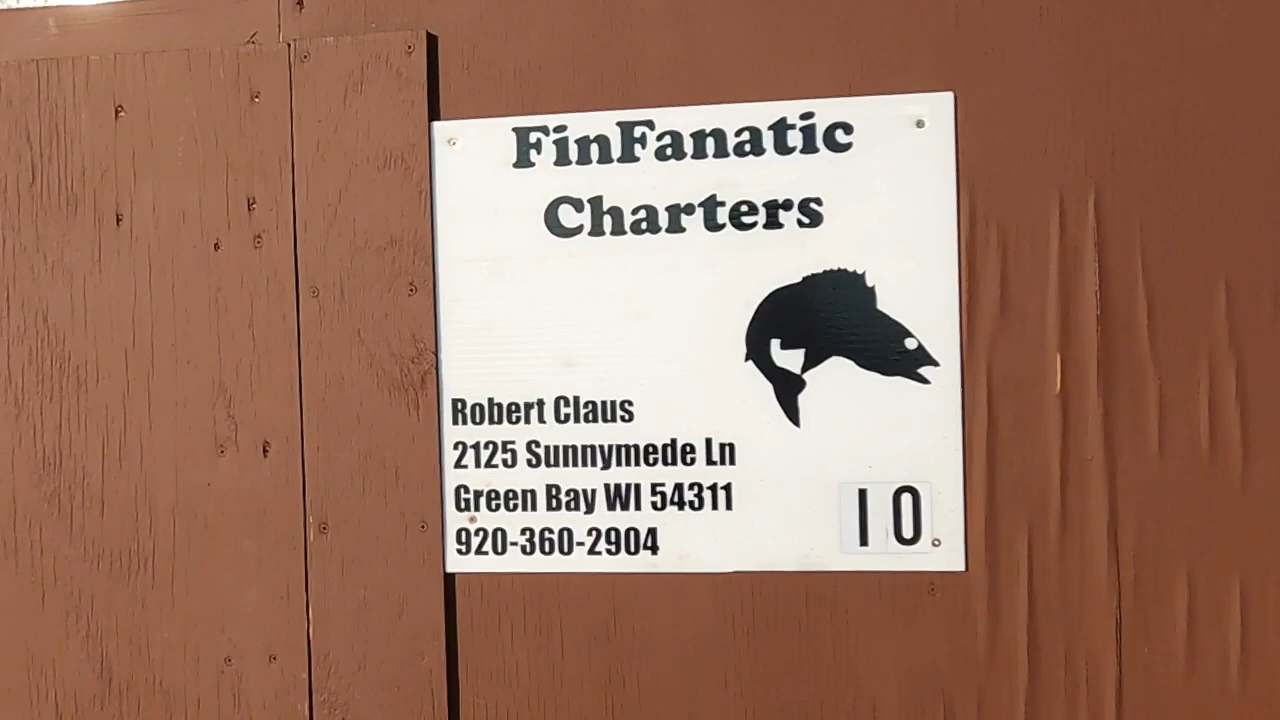 FinFanatic
Charters
Robert Claus
2125 Sunnymede Ln
Green Bay WI 54311
920-360-2904
10